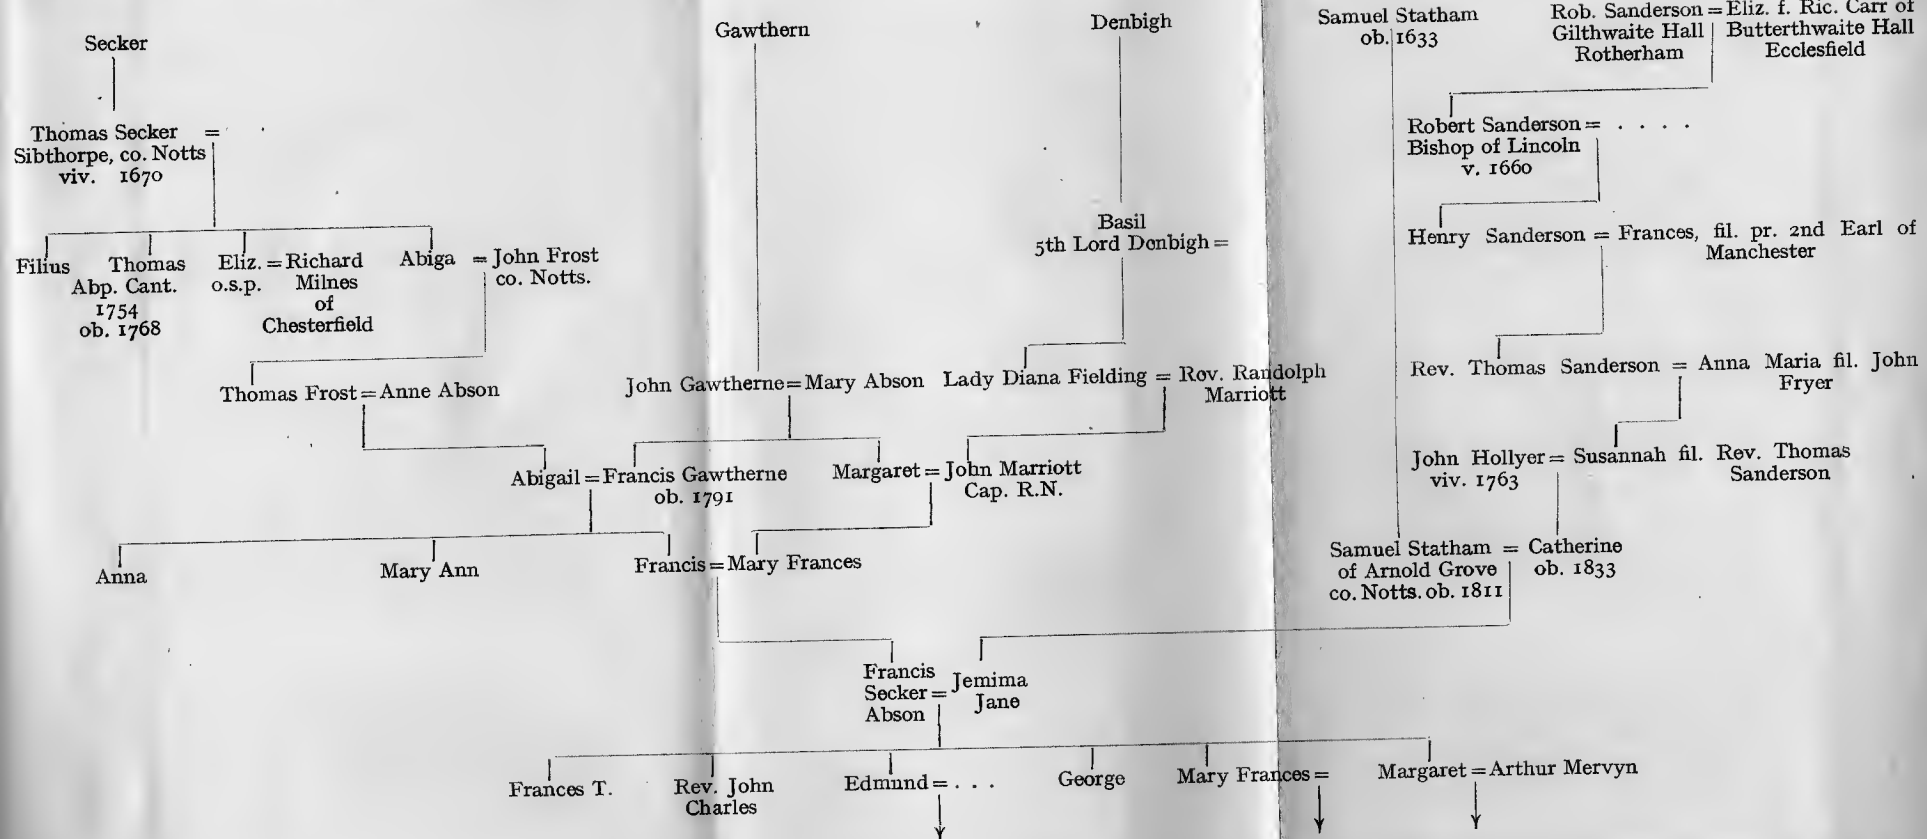 Secker
Gawthern
Denbigh
Samuel Statham
ob. 1633
Rob. Sanderson = Eliz. f. Ric. Carr of
Gilthwaite Hall Butterthwaite Hall
Rotherham Ecclesfield
Thomas Secker =
Sibthorpe, co. Notts
viv. 1670
Robert Sanderson = . . . .
Bishop of Lincoln
v. 1660
Basil
5th Lord Denbigh =
Henry Sanderson = Frances, fil. pr. 2nd Earl of
Manchester
Filius
Thomas
Abp. Cant.
1754
ob. 1768
Eliz. = Richard
o.s.p. Milnes
of
Chesterfield
Abiga = John Frost
co. Notts.
Thomas Frost = Anne Abson
John Gawtherne = Mary Abson
Lady Diana Fielding = Rev. Randolph
Marriott
Rev. Thomas Sanderson = Anna Maria fil. John
Fryer
Abigail = Francis Gawtherne
ob. 1791
Margaret = John Marriott
Cap. R.N.
John Hollyer = Susannah fil. Rev. Thomas
viv. 1763 Sanderson
Anna
Mary Ann
Francis = Mary Frances
Samuel Statham = Catherine
of Arnold Grove ob. 1833
co. Notts. ob. 1811
Francis
Secker =
Abson
Jemima
Jane
Frances T.
Rev. John
Charles
Edmund = . . .
George
Mary Frances =
Margaret = Arthur Mervyn